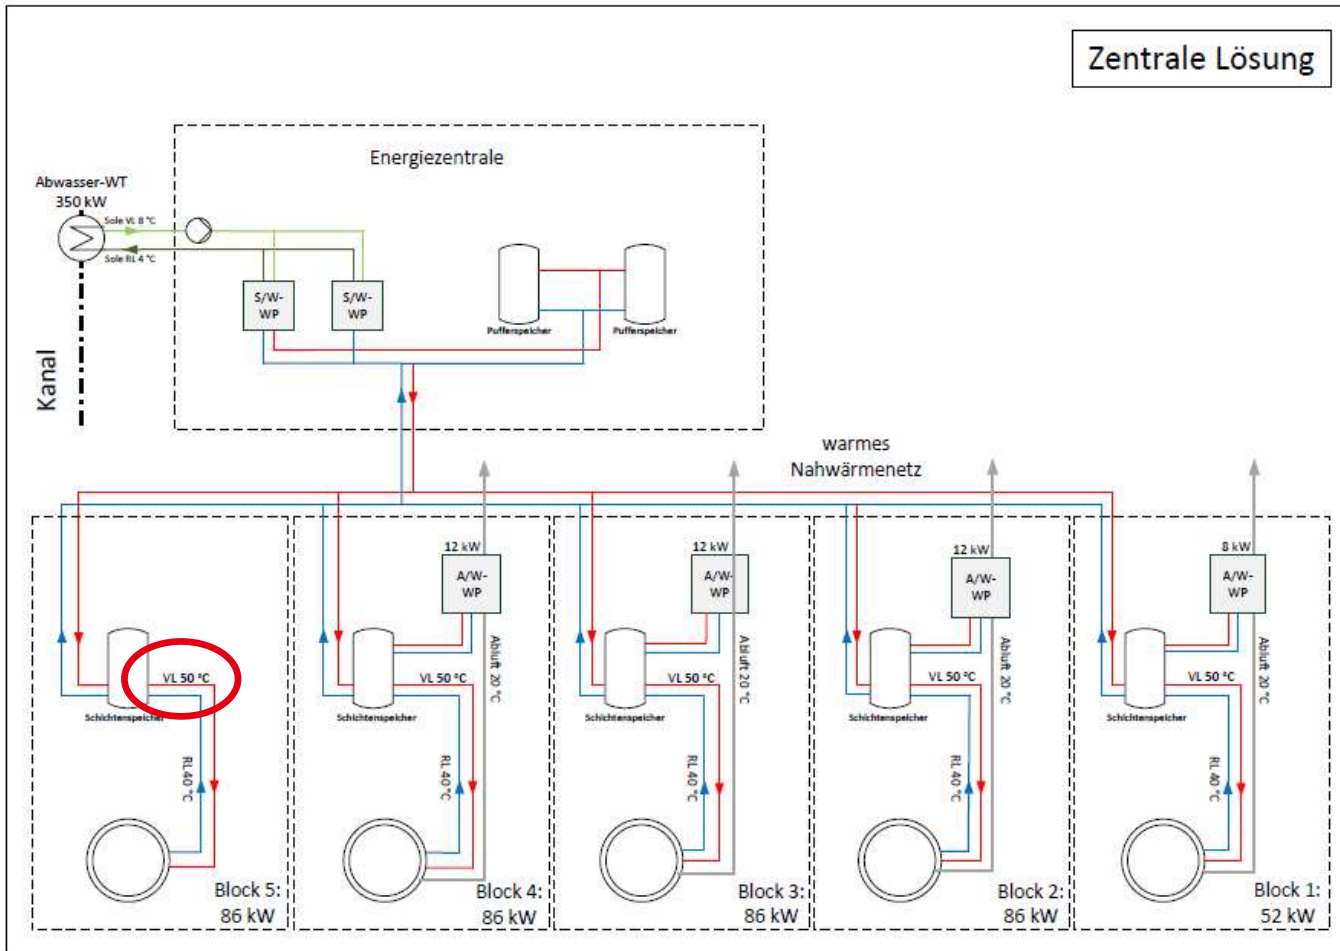 Zentrale Lösung
Energiezentrale
Abwasser-WT
350 kW
Sole VL 8 °C
Sole RL 4 °C
S/W-
WP
S/W-
WP
Pufferspeicher
Pufferspeicher
Kanal
warmes
Nahwärmenetz
12 kW
A/W-
WP
12 kW
A/W-
WP
12 kW
A/W-
WP
8 kW
A/W-
WP
VL 50 °C
Schichtenspeicher
RL 40 °C
Block 5:
86 kW
VL 50 °C
Schichtenspeicher
Abluft 20 °C
RL 40 °C
Block 4:
86 kW
VL 50 °C
Schichtenspeicher
Abluft 20 °C
RL 40 °C
Block 3:
86 kW
VL 50 °C
Schichtenspeicher
Abluft 20 °C
RL 40 °C
Block 2:
86 kW
VL 50 °C
Schichtenspeicher
Abluft 20 °C
RL 40 °C
Block 1:
52 kW